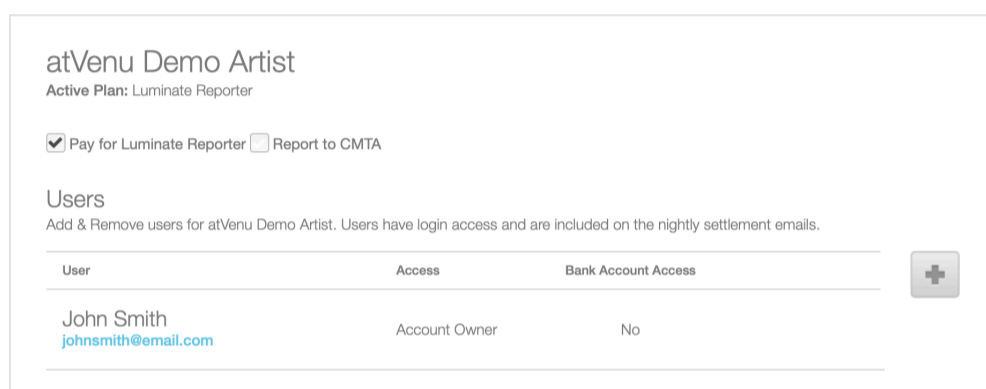 atVenu Demo Artist
Active Plan: Luminate Reporter
Pay for Luminate Reporter Report to CMTA
Users
Add & Remove users for atVenu Demo Artist. Users have login access and are included on the nightly settlement emails.
User Access Bank Account Access
John Smith
johnsmith@email.com
Account Owner No